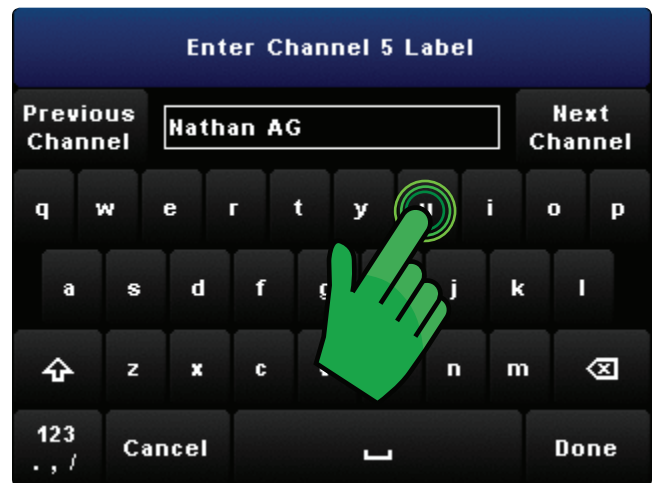 Enter Channel 5 Label
Previous
Channel
Nathan AG
Next
Channel
q w e r t y u i o p
a s d f g j k l
z x c n m
123
. , /
Cancel
Done